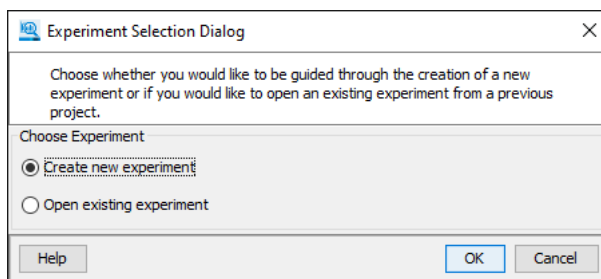 Experiment Selection Dialog
Choose whether you would like to be guided through the creation of a new
experiment or if you would like to open an existing experiment from a previous
project.
Choose Experiment
Create new experiment
Open existing experiment
Help
OK
Cancel